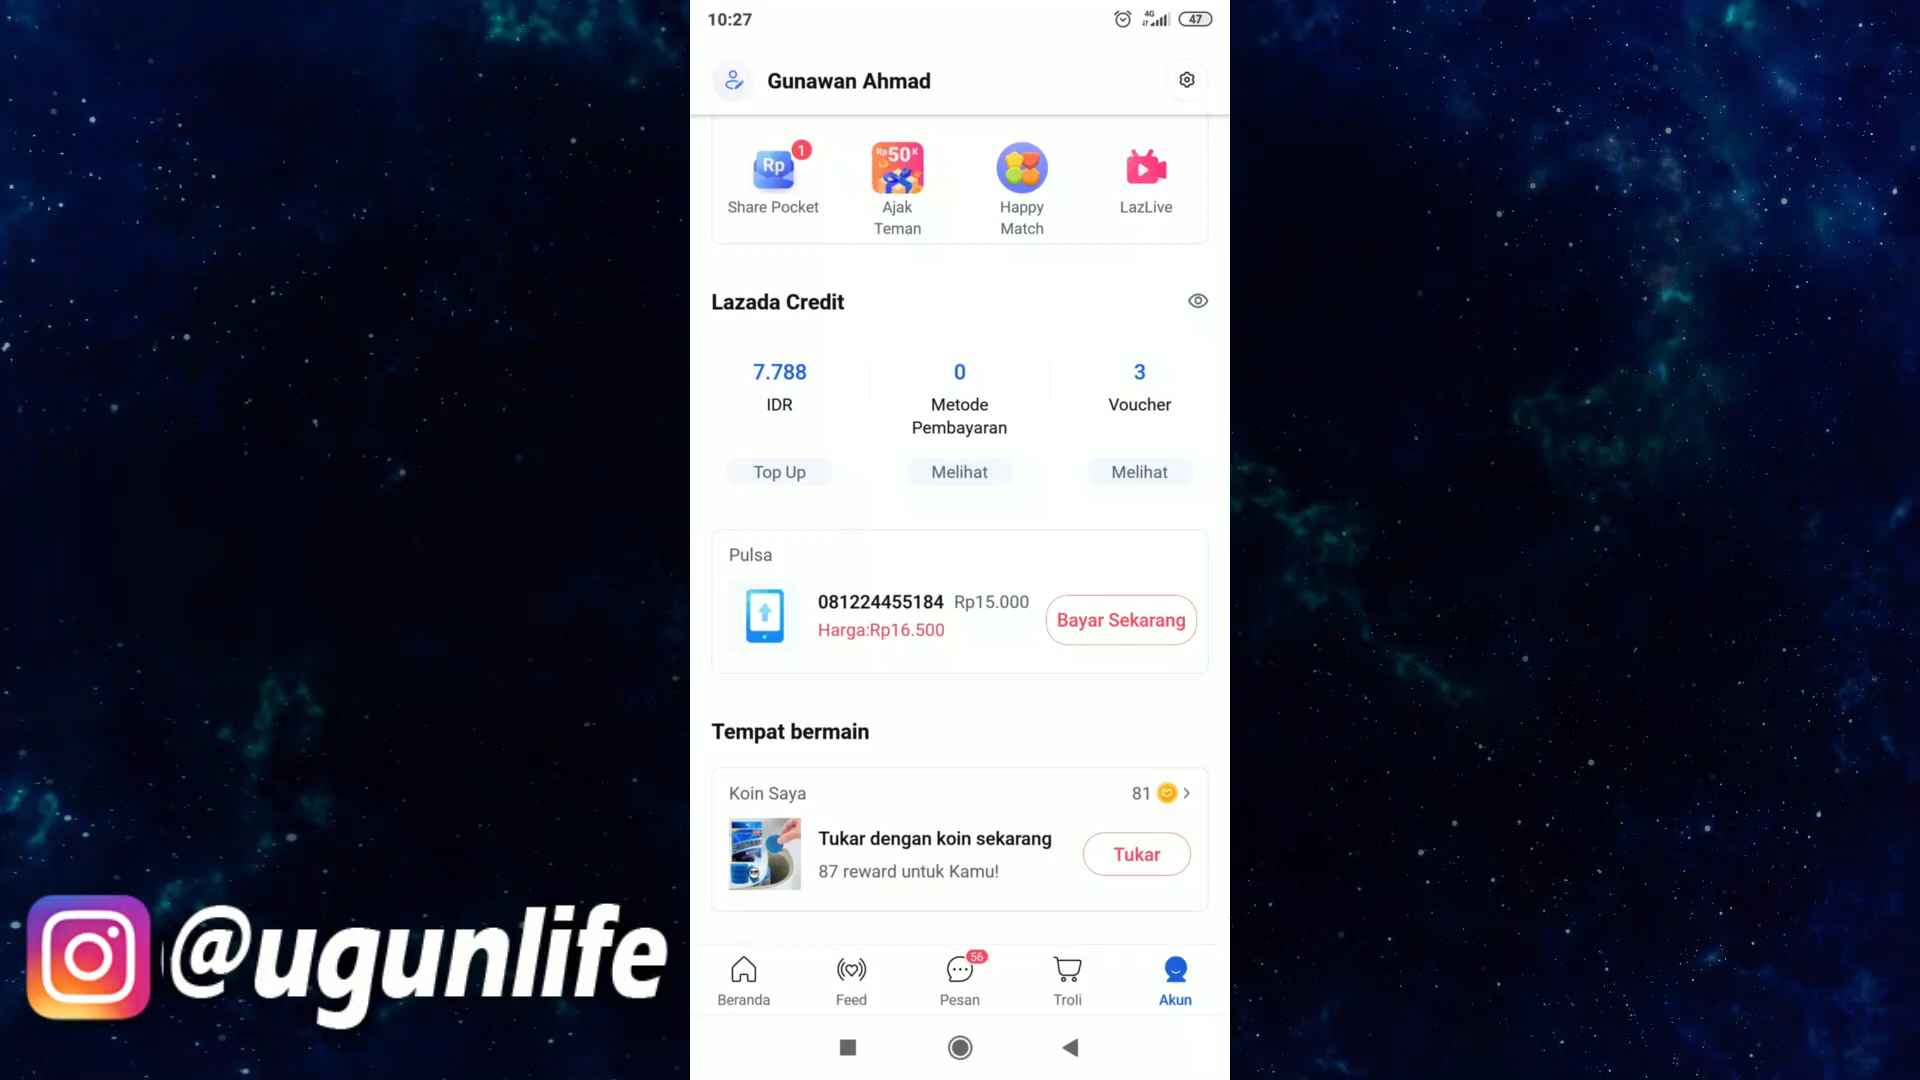 10:27
4G
47
Gunawan Ahmad
Rp
1
Rp50K
Share Pocket
Ajak
Teman
Happy
Match
LazLive
Lazada Credit
7.788
0
3
IDR
Metode
Pembayaran
Voucher
Top Up
Melihat
Melihat
Pulsa
081224455184 Rp15.000
Harga:Rp16.500
Bayar Sekarang
Tempat bermain
Koin Saya
81
Tukar dengan koin sekarang
87 reward untuk Kamu!
Tukar
56
Beranda
Feed
Pesan
Troli
Akun
@ugunlife